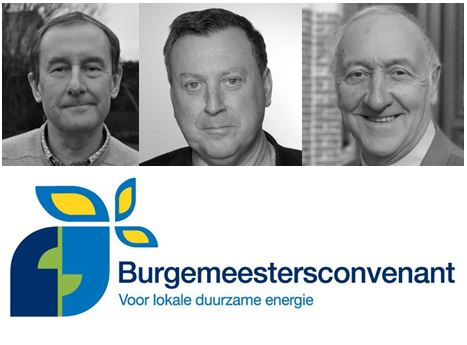 Burgemeestersconvenant
Voor lokale duurzame energie